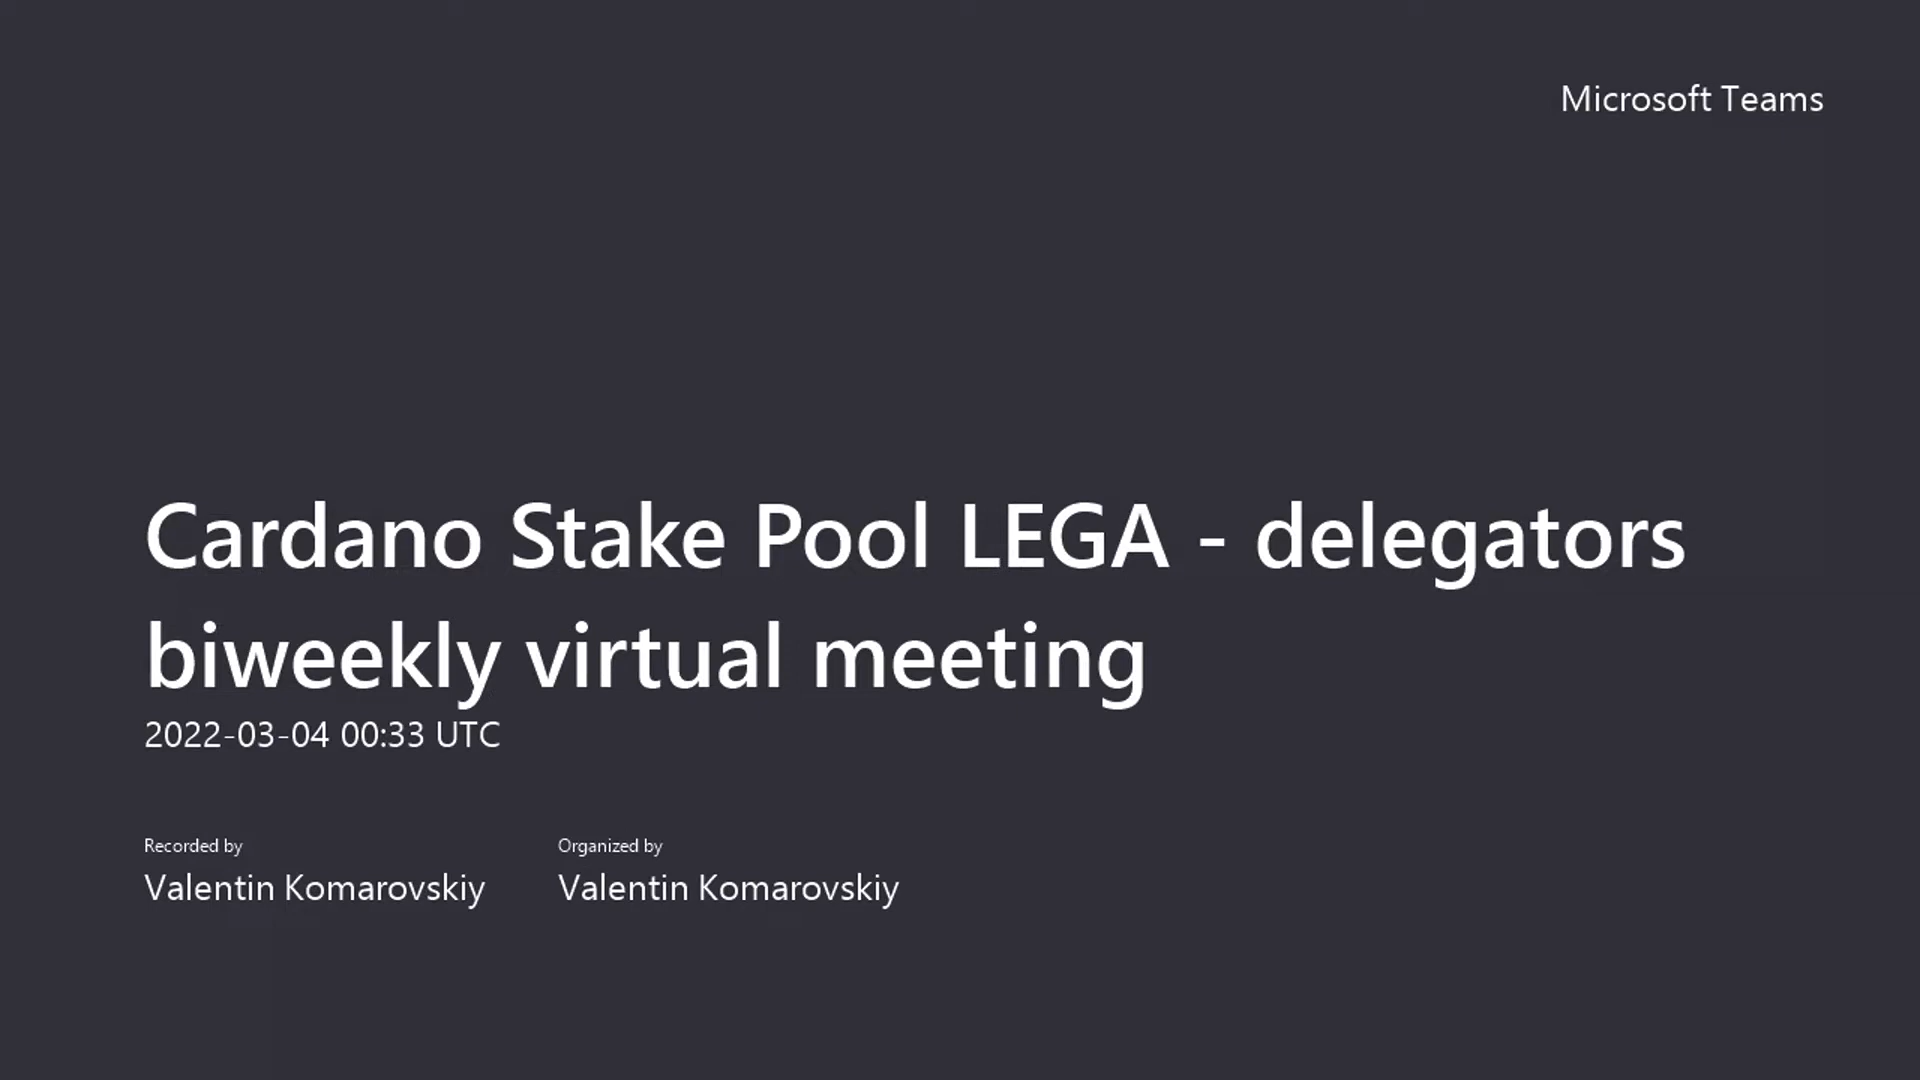 Microsoft Teams
Cardano Stake Pool LEGA - delegators
biweekly virtual meeting
2022-03-04 00:33 UTC
Recorded by
Valentin Komarovskiy
Organized by
Valentin Komarovskiy